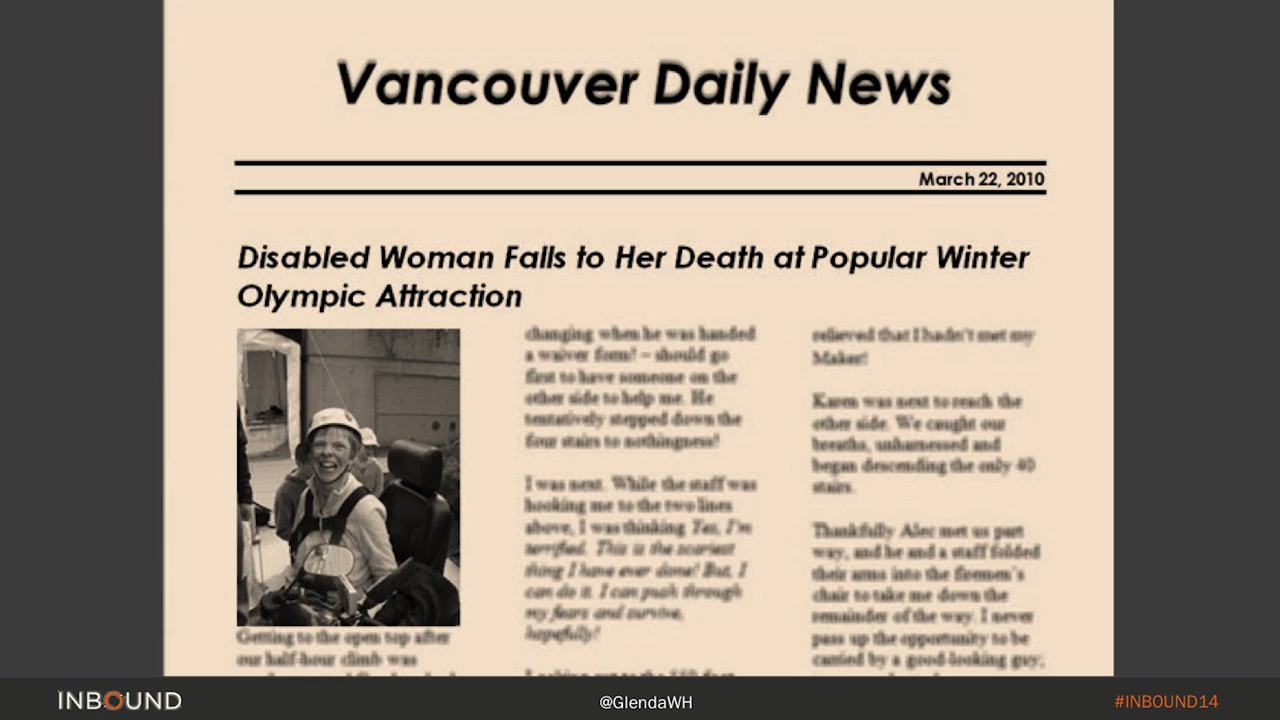 Vancouver Daily News
March 22, 2010
Disabled Woman Falls to Her Death at Popular Winter
Olympic Attraction
Getting to the open top after
our half-hour climb was
changing when he was handed
a waiver form! – should go
first to have someone on the
other side to help me. He
tentatively stepped down the
four stairs to nothingness!
I was next. While the staff was
hooking me to the two lines
above, I was thinking Yes, I'm
terrified. This is the scariest
thing I have ever done! But, I
can do it. I can push through
my fears and survive,
hopefully!
relieved that I hadn't met my
Maker!
Karen was next to reach the
other side. We caught our
breaths, unharnessed and
began descending the only 40
stairs.
Thankfully Alec met us part
way, and he and a staff folded
their arms into the firemen's
chair to take me down the
remainder of the way. I never
pass up the opportunity to be
carried by a good-looking guy;
INBOUND
@GlendaWH
#INBOUND14